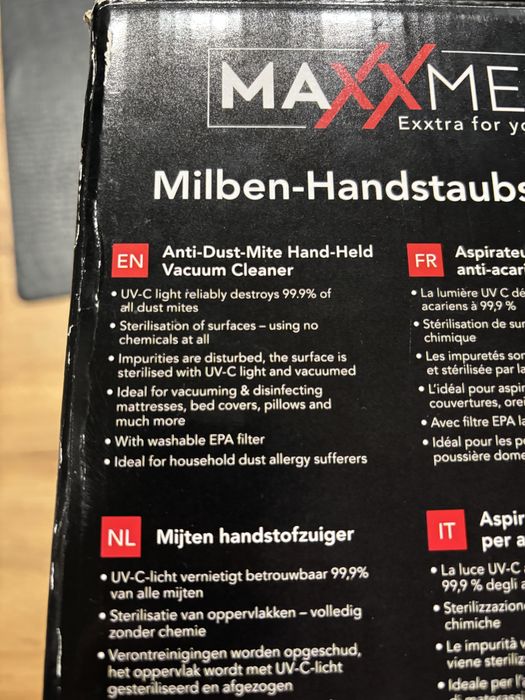 MAXXME
Exxtra for yo
Milben-Handstaubs
EN Anti-Dust-Mite Hand-Held
Vacuum Cleaner
• UV-C light reliably destroys 99.9% of
all dust mites
• Sterilisation of surfaces – using no
chemicals at all
• Impurities are disturbed, the surface is
sterilised with UV-C light and vacuumed
• Ideal for vacuuming & disinfecting
mattresses, bed covers, pillows and
much more
• With washable EPA filter
• Ideal for household dust allergy sufferers
FR Aspirateu
anti-acari
• La lumière UV C dé
acariens à 99,9 %
• Stérilisation de su
chimique
• Les impuretés son
et stérilisée par la
• L'idéal pour aspir
couvertures, orei
• Avec filtre EPA la
• Idéal pour les pe
poussière dome
NL Mijten handstofzuiger
• UV-C-licht vernietigt betrouwbaar 99,9%
van alle mijten
• Sterilisatie van oppervlakken – volledig
zonder chemie
• Verontreinigingen worden opgeschud,
het oppervlak wordt met UV-C-licht
gesteriliseerd en afgezogen
IT Aspir
per a
• La luce UV-C
99,9 % degli a
• Sterilizzazion
chimiche
• Le impurità v
viene steriliz
• Ideale per l'
di materas